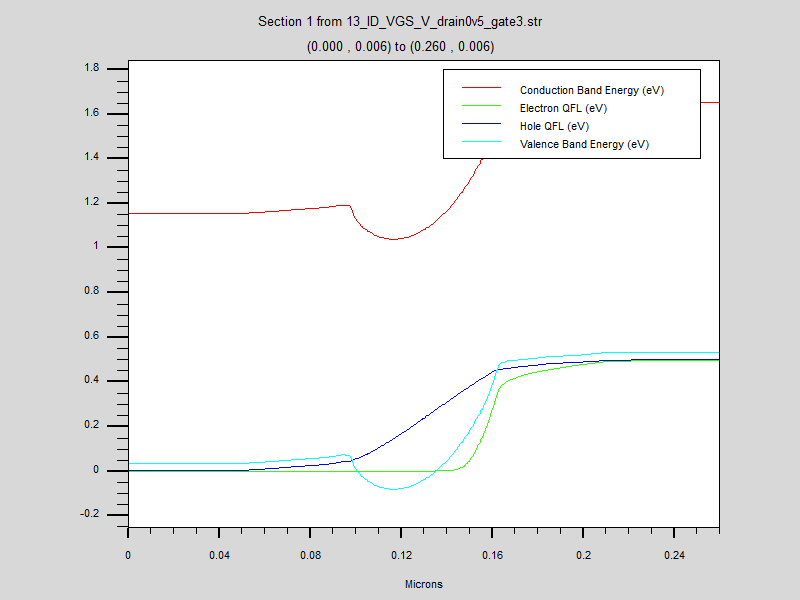 Section 1 from 13_ID_VGS_V_drain0v5_gate3.str
(0.000 , 0.006) to (0.260 , 0.006)
Conduction Band Energy (eV)
Electron QFL (eV)
Hole QFL (eV)
Valence Band Energy (eV)
1.8
1.6
1.4
1.2
1
0.8
0.6
0.4
0.2
0
-0.2
0 0.04 0.08 0.12 0.16 0.2 0.24
Microns